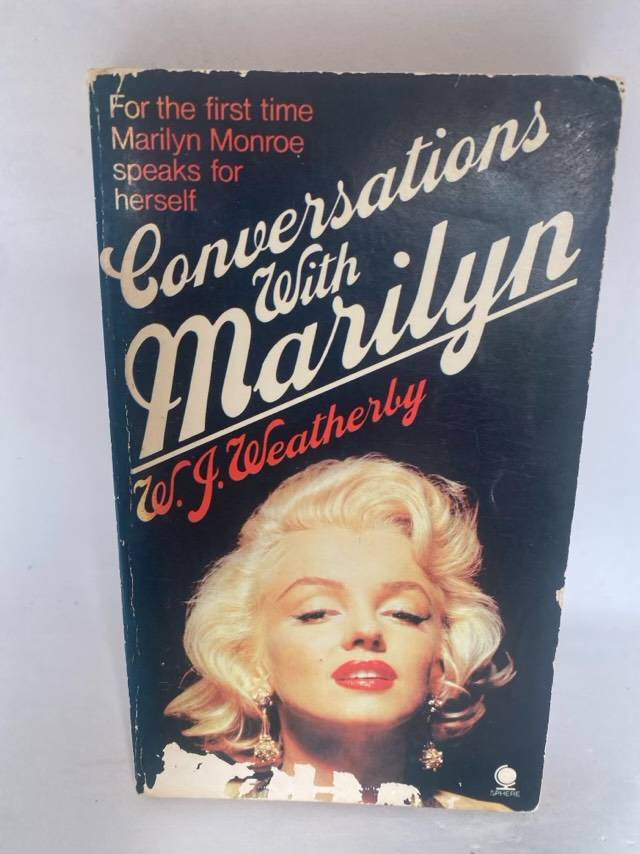 For the first time
Marilyn Monroe
speaks for
herself.
Conversations
With
Marilyn
W. J. Weatherby
SPHERE